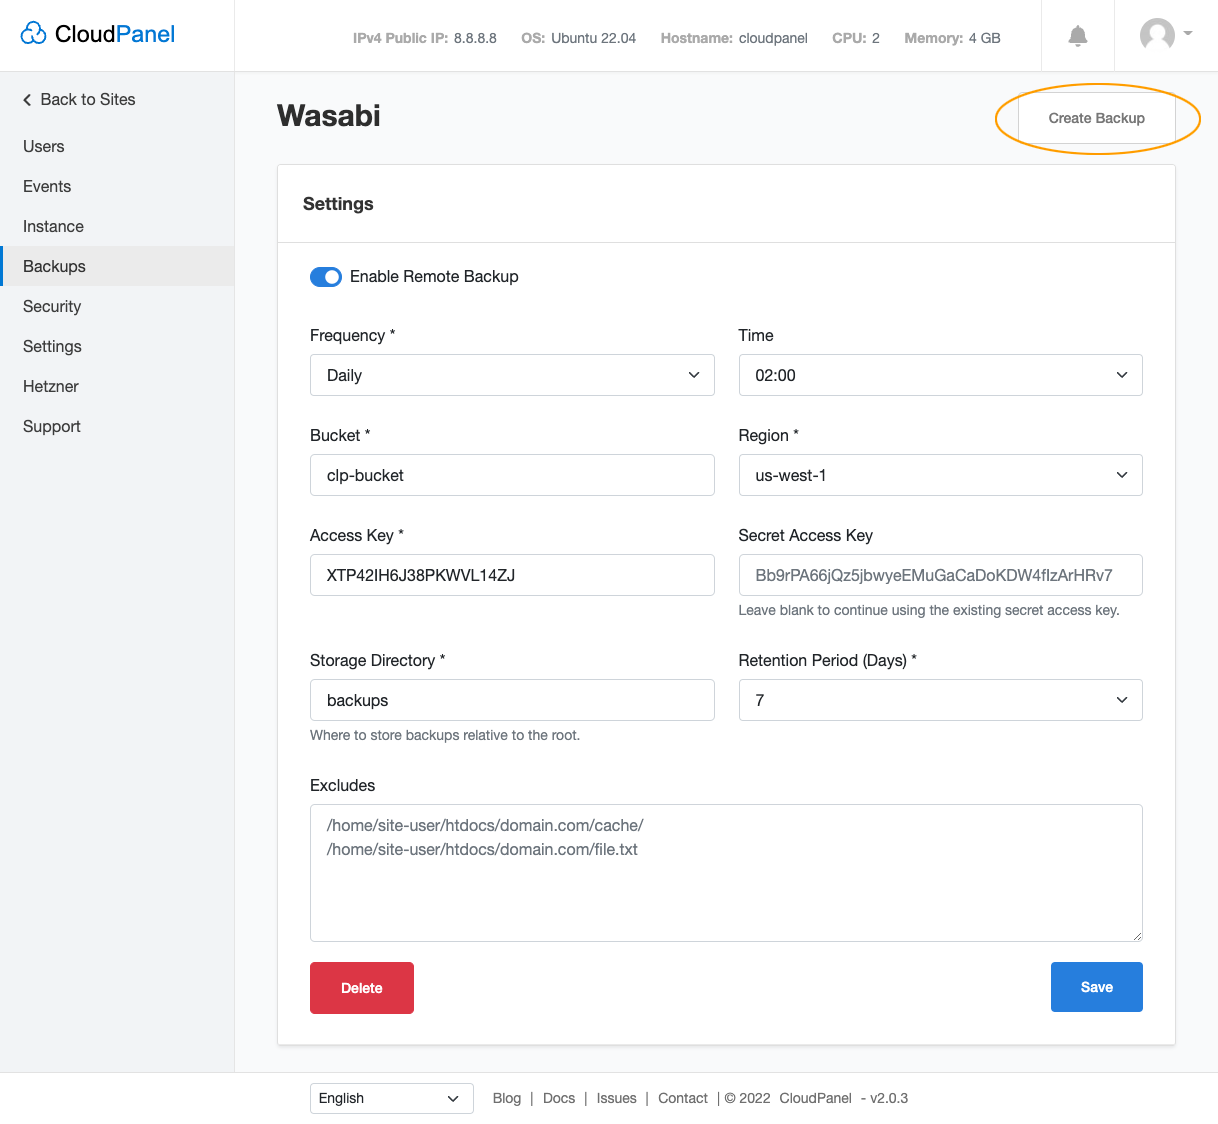 CloudPanel
IPv4 Public IP: 8.8.8.8 OS: Ubuntu 22.04 Hostname: cloudpanel CPU: 2 Memory: 4 GB
Back to Sites
Users
Events
Instance
Backups
Security
Settings
Hetzner
Support
Wasabi
Create Backup
Settings
Enable Remote Backup
Frequency * Time
Daily 02:00
Bucket * Region *
clp-bucket us-west-1
Access Key * Secret Access Key
XTP42IH6J38PKWVL14ZJ Bb9rPA66jQz5jbwyeEMuGaCaDoKDW4fIzArHRv7
Leave blank to continue using the existing secret access key.
Storage Directory * Retention Period (Days) *
backups 7
Where to store backups relative to the root.
Excludes
/home/site-user/htdocs/domain.com/cache/
/home/site-user/htdocs/domain.com/file.txt
Delete Save
English Blog | Docs | Issues | Contact | © 2022 CloudPanel - v2.0.3